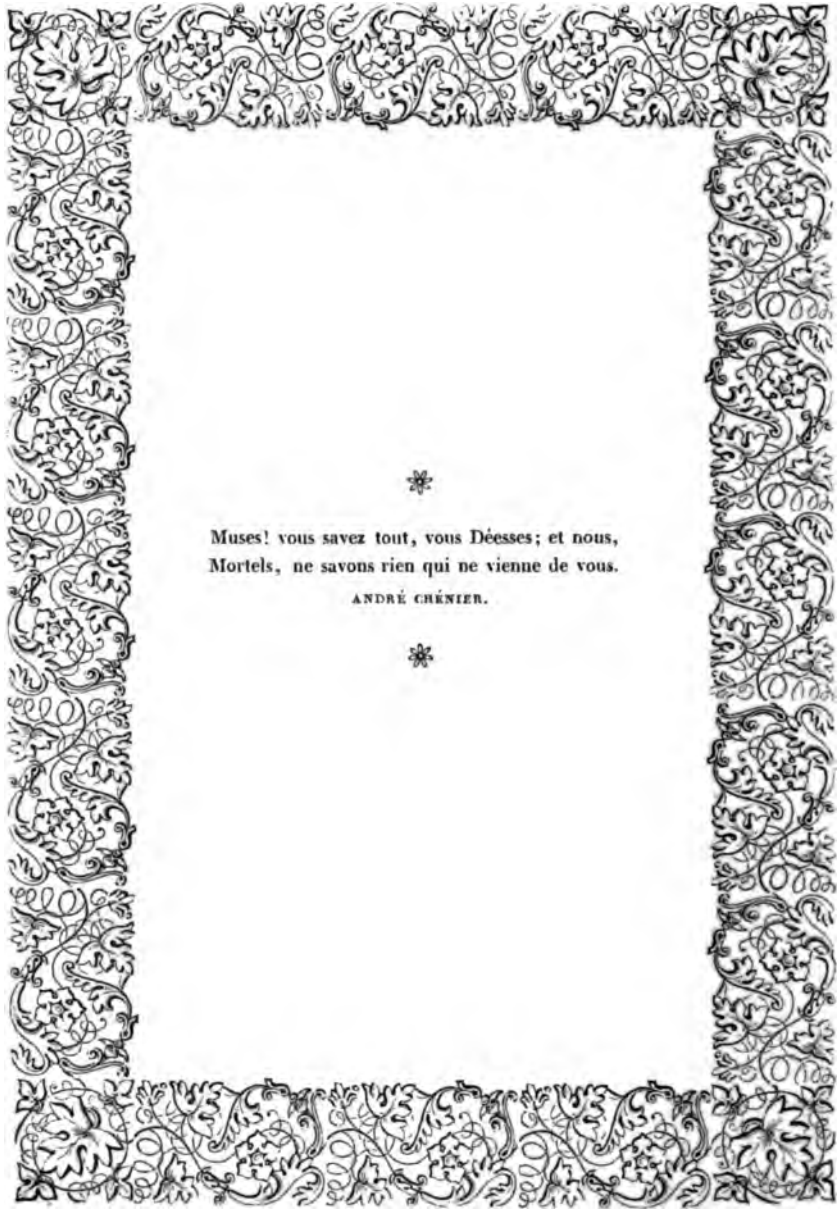 Muses! vous savez tout, vous Déesses; et nous,
Mortels, ne savons rien qui ne vienne de vous.
ANDRÉ CHÉNIER.